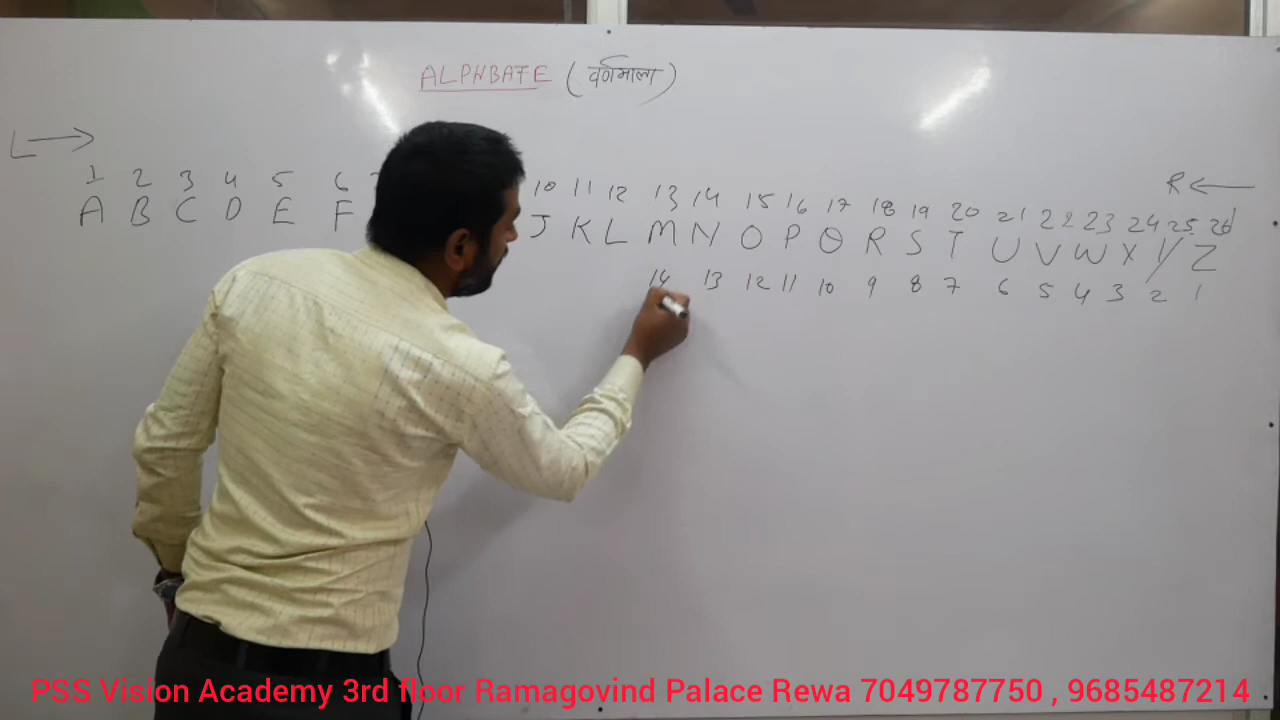 ALPHBATE (वर्णमाला)
L →
R ←
1 2 3 4 5 6 10 11 12 13 14 15 16 17 18 19 20 21 22 23 24 25 26
A B C D E F J K L M N O P Q R S T U V W X Y Z
14 13 12 11 10 9 8 7 6 5 4 3 2 1
PSS Vision Academy 3rd floor Ramagovind Palace Rewa 7049787750 , 9685487214